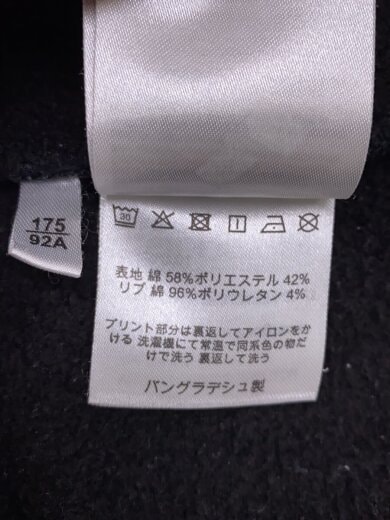 175
92A
30
表地 綿 58%ポリエステル 42%
リブ 綿 96%ポリウレタン 4%
プリント部分は裏返してアイロンをか
ける 洗濯機にて常温で同系色の物だ
けで洗う 裏返して洗う
バングラデシュ製